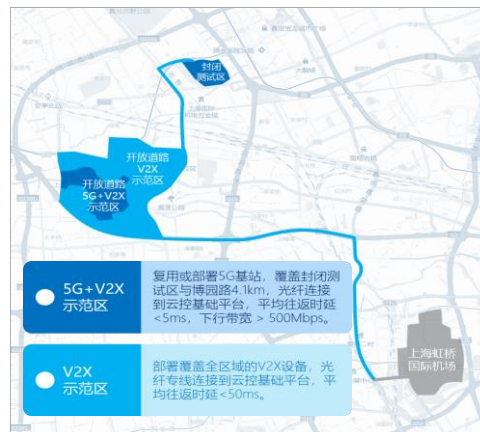 封闭
测试区
开放道路
V2X
示范区
开放道路
5G+V2X
示范区
5G+V2X
示范区
复用或部署5G基站，覆盖封闭测
试区与博园路4.1km，光纤连接
到云控基础平台，平均往返时延
<5ms，下行带宽 > 500Mbps。
V2X
示范区
部署覆盖全区域的V2X设备，光
纤专线连接到云控基础平台，平
均往返时延<50ms。
上海虹桥
国际机场